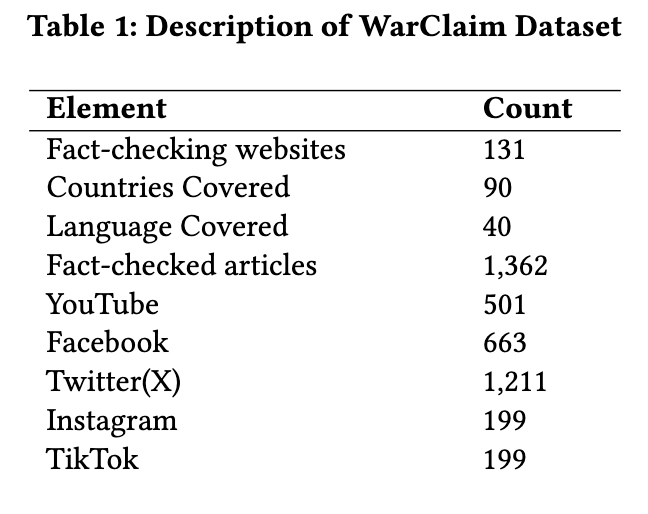 Table 1: Description of WarClaim Dataset
Element Count
Fact-checking websites 131
Countries Covered 90
Language Covered 40
Fact-checked articles 1,362
YouTube 501
Facebook 663
Twitter(X) 1,211
Instagram 199
TikTok 199